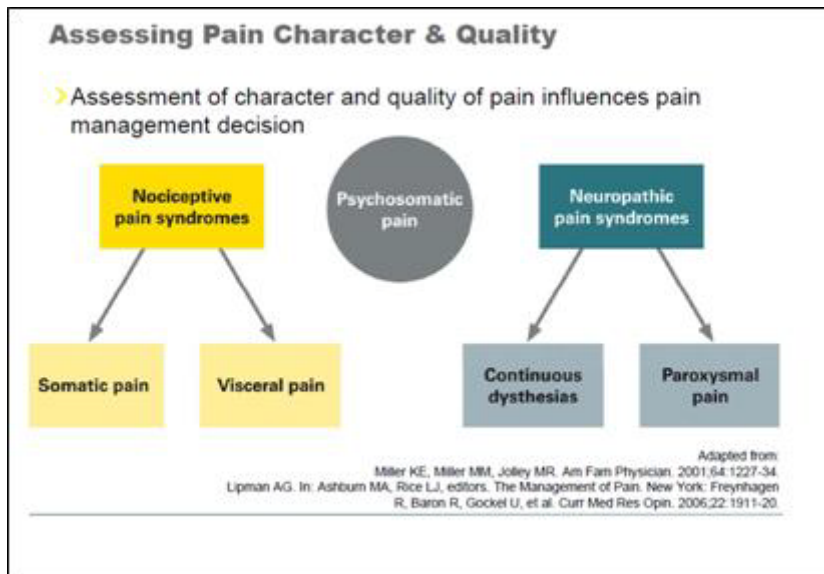 Assessing Pain Character & Quality
Assessment of character and quality of pain influences pain
management decision
Nociceptive
pain syndromes
Psychosomatic
pain
Neuropathic
pain syndromes
Somatic pain
Visceral pain
Continuous
dysthesias
Paroxysmal
pain
Adapted from:
Miller KE, Miller MM, Jolley MR. Am Fam Physician. 2001;64:1227-34.
Lipman AG. In: Ashburn MA, Rice LJ, editors. The Management of Pain. New York: Freynhagen
R, Baron R, Gockel U, et al. Curr Med Res Opin. 2006;22:1911-20.